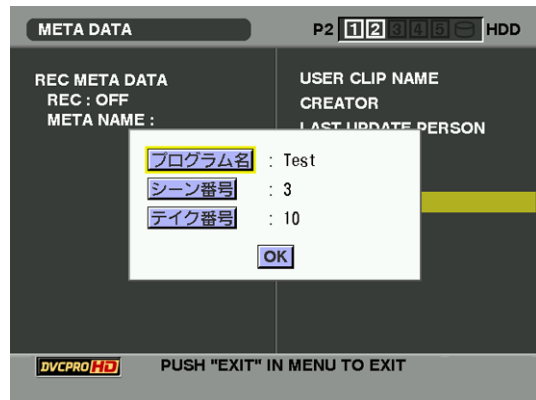 META DATA
P2 1 2 3 4 5 HDD
REC META DATA
REC : OFF
META NAME :
USER CLIP NAME
CREATOR
LAST UPDATE PERSON
プログラム名 : Test
シーン番号 : 3
テイク番号 : 10
OK
DVCPRO HD
PUSH "EXIT" IN MENU TO EXIT